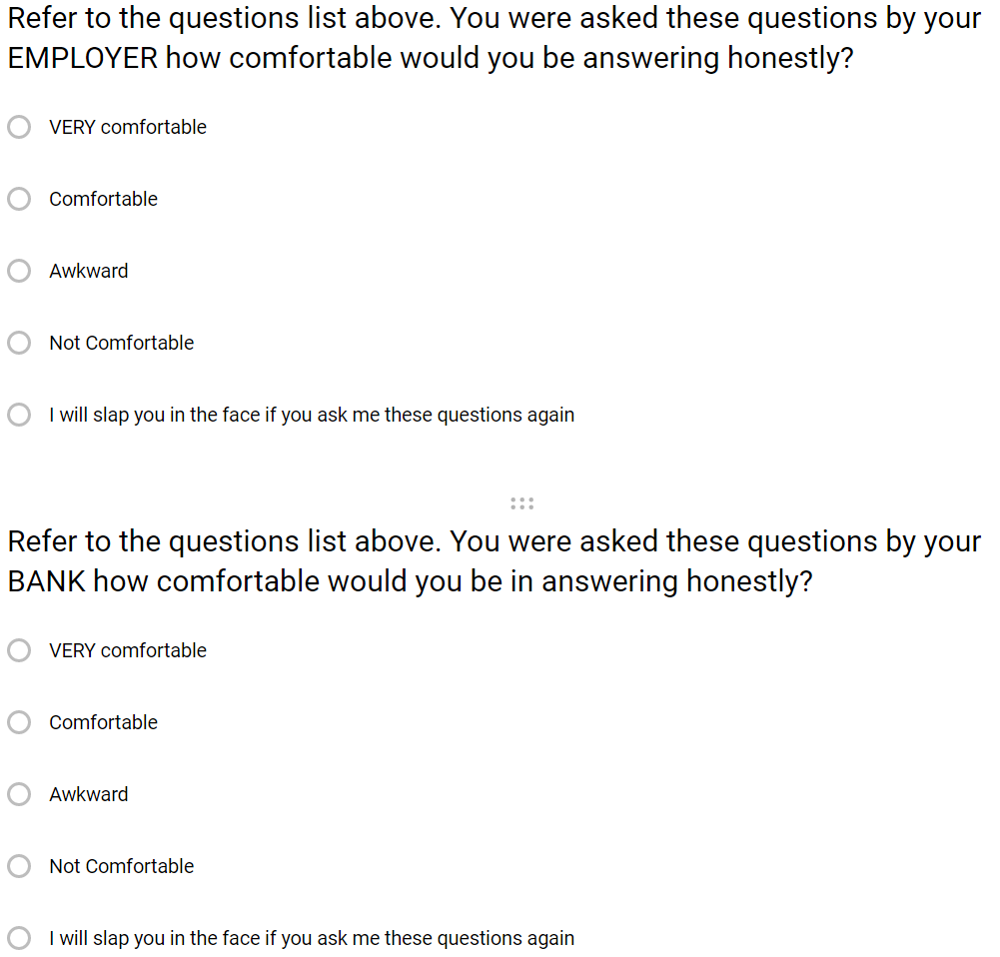 Refer to the questions list above. You were asked these questions by your
EMPLOYER how comfortable would you be answering honestly?
VERY comfortable
Comfortable
Awkward
Not Comfortable
I will slap you in the face if you ask me these questions again
Refer to the questions list above. You were asked these questions by your
BANK how comfortable would you be in answering honestly?
VERY comfortable
Comfortable
Awkward
Not Comfortable
I will slap you in the face if you ask me these questions again